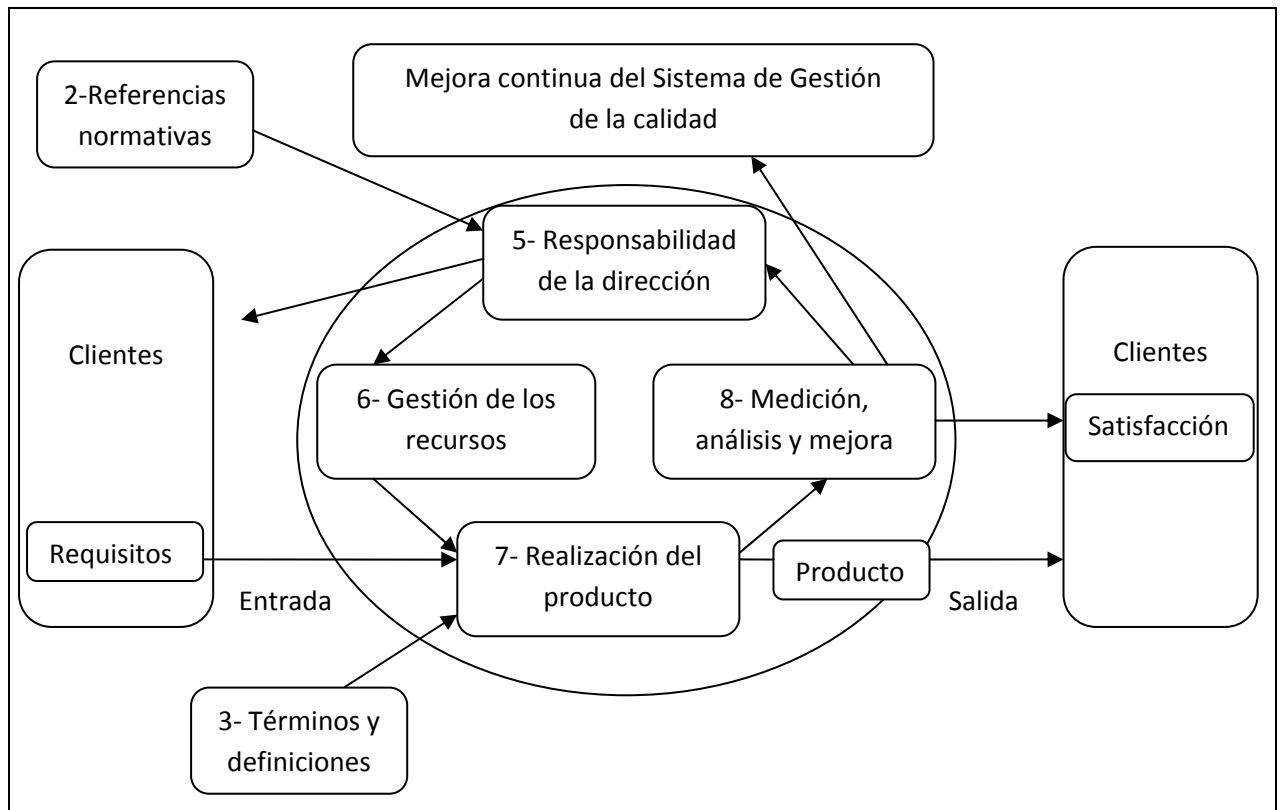 2-Referencias
normativas
Mejora continua del Sistema de Gestión
de la calidad
5- Responsabilidad
de la dirección
Clientes
Clientes
6- Gestión de los
recursos
8- Medición,
análisis y mejora
Satisfacción
Requisitos
7- Realización del
producto
Producto
Entrada
Salida
3- Términos y
definiciones